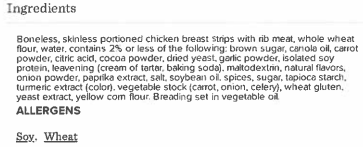 Ingredients
Boneless, skinless portioned chicken breast strips with rib meat, whole wheat
flour, water, contains 2% or less of the following: brown sugar, canola oil, carrot
powder, citric acid, cocoa powder, dried yeast, garlic powder, isolated soy
protein, leavening (cream of tartar, baking soda), maltodextrin, natural flavors,
onion powder, paprika extract, salt, soybean oil, spices, sugar, tapioca starch,
turmeric extract (color), vegetable stock (carrot, onion, celery), wheat gluten,
yeast extract, yellow corn flour. Breading set in vegetable oil.
ALLERGENS
Soy, Wheat